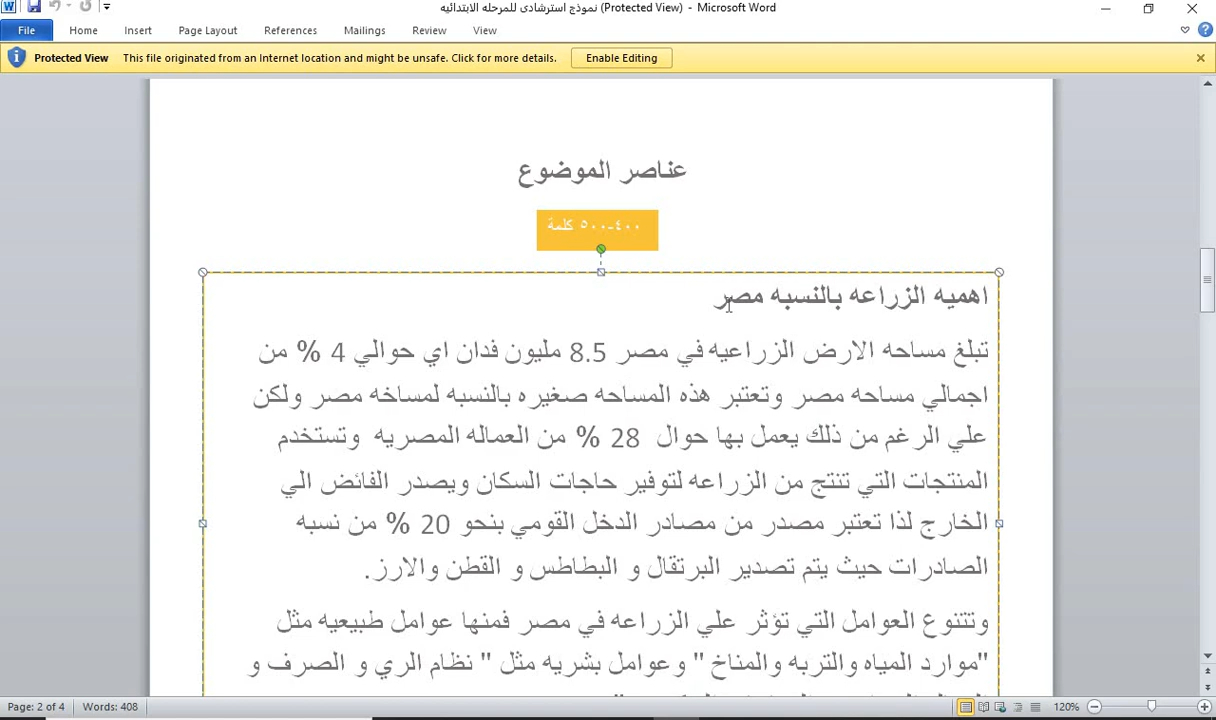 نموذج استرشادى للمرحله الابتدائيه (Protected View) - Microsoft Word
File Home Insert Page Layout References Mailings Review View
Protected View This file originated from an Internet location and might be unsafe. Click for more details. Enable Editing
عناصر الموضوع
٤٠٠-٥٠٠ كلمة
اهميه الزراعه بالنسبه مصر
تبلغ مساحه الارض الزراعيه في مصر 8.5 مليون فدان اي حوالي 4 % من
اجمالي مساحه مصر وتعتبر هذه المساحه صغيره بالنسبه لمساخه مصر ولكن
علي الرغم من ذلك يعمل بها حوال 28 % من العماله المصريه وتستخدم
المنتجات التي تنتج من الزراعه لتوفير حاجات السكان ويصدر الفائض الي
الخارج لذا تعتبر مصدر من مصادر الدخل القومي بنحو 20 % من نسبه
الصادرات حيث يتم تصدير البرتقال و البطاطس و القطن والارز.
وتتنوع العوامل التي تؤثر علي الزراعه في مصر فمنها عوامل طبيعيه مثل
"موارد المياه والتربه والمناخ " وعوامل بشريه مثل " نظام الري و الصرف و
Page: 2 of 4 Words: 408 120%